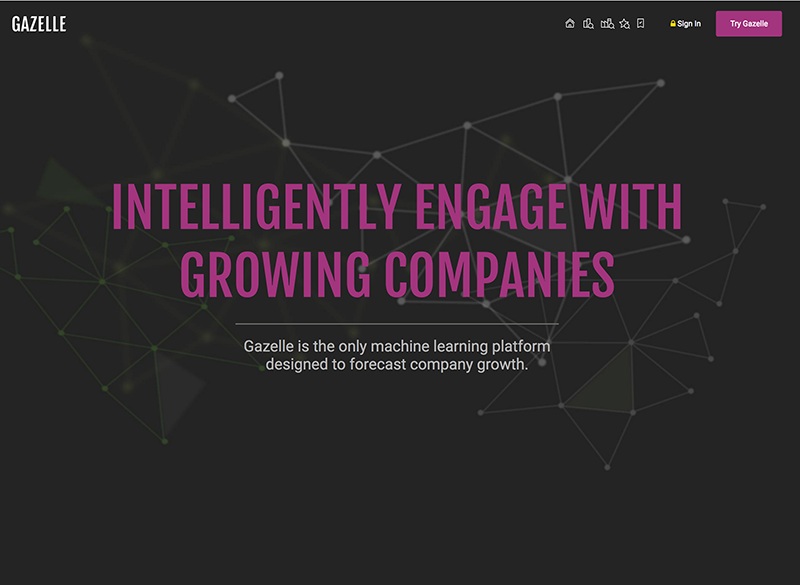 GAZELLE
Sign In
Try Gazelle
INTELLIGENTLY ENGAGE WITH
GROWING COMPANIES
Gazelle is the only machine learning platform
designed to forecast company growth.